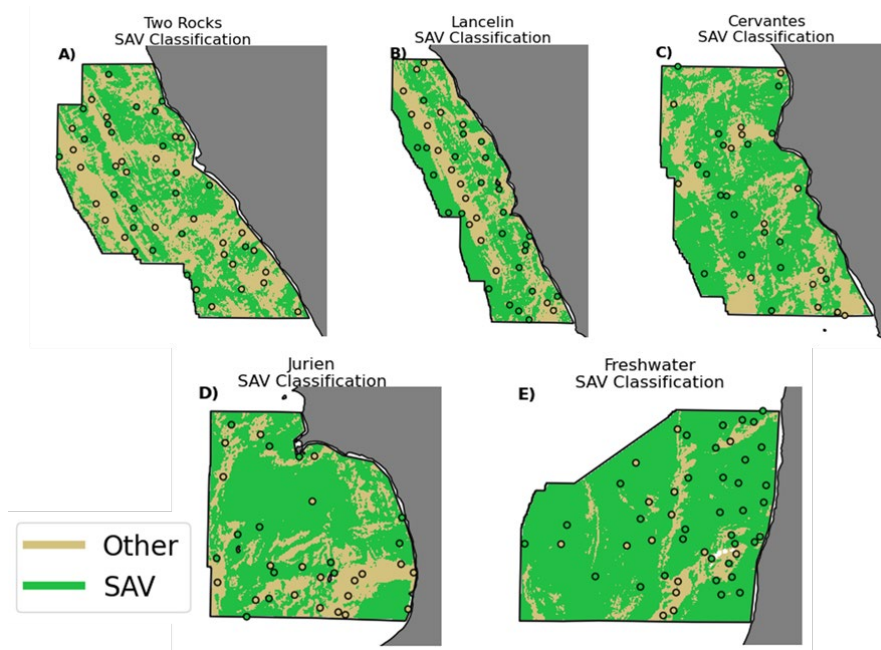 Two Rocks
SAV Classification
A)
Lancelin
SAV Classification
B)
Cervantes
SAV Classification
C)
Jurien
SAV Classification
D)
Freshwater
SAV Classification
E)
Other
SAV